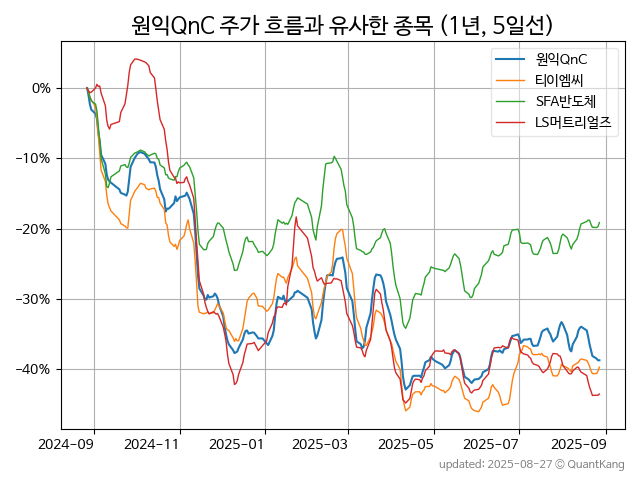 원익QnC 주가 흐름과 유사한 종목 (1년, 5일선)
원익QnC
티이엠씨
SFA반도체
LS머트리얼즈
0%
−10%
−20%
−30%
−40%
2024-09 2024-11 2025-01 2025-03 2025-05 2025-07 2025-09
updated: 2025-08-27 © QuantKang